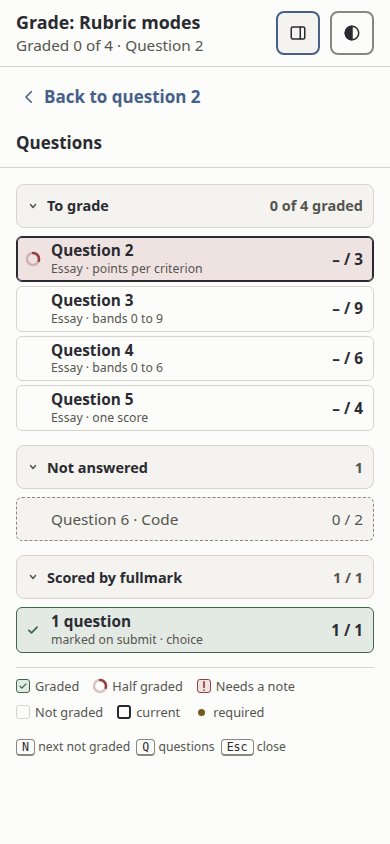 Grade: Rubric modes
Graded 0 of 4 · Question 2
Back to question 2
Questions
To grade 0 of 4 graded
Question 2
Essay · points per criterion
– / 3
Question 3
Essay · bands 0 to 9
– / 9
Question 4
Essay · bands 0 to 6
– / 6
Question 5
Essay · one score
– / 4
Not answered 1
Question 6 · Code 0 / 2
Scored by fullmark 1 / 1
1 question
marked on submit · choice
1 / 1
Graded Half graded ! Needs a note
Not graded current required
N next not graded Q questions Esc close